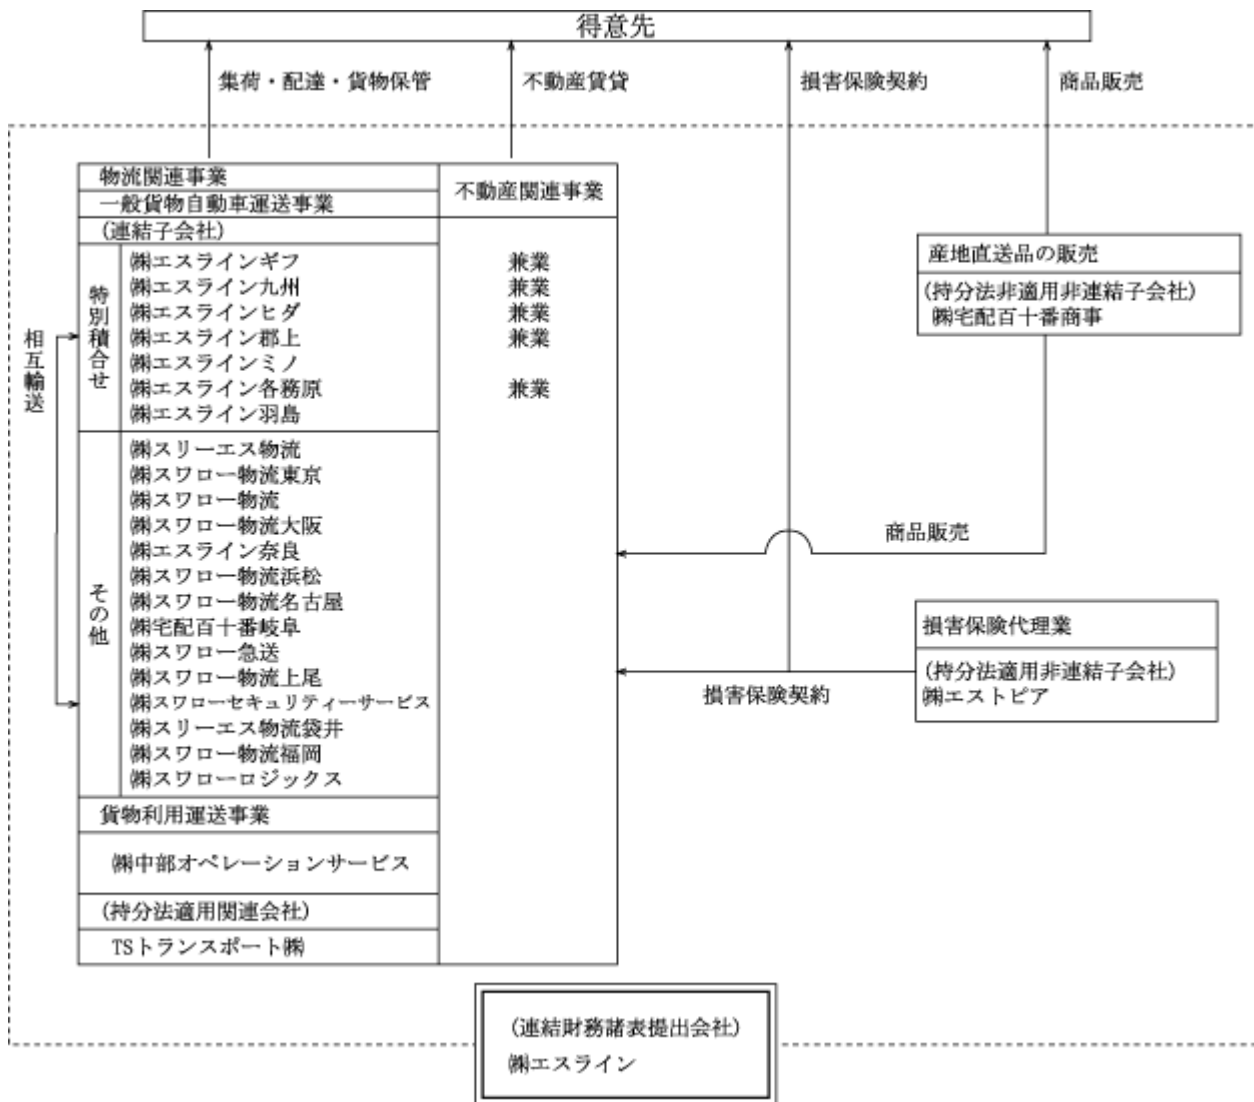 得意先
集荷・配達・貨物保管
不動産賃貸
損害保険契約
商品販売
物流関連事業
不動産関連事業
一般貨物自動車運送事業
(連結子会社)
特別積合せ
㈱エスラインギフ 兼業
㈱エスライン九州 兼業
㈱エスラインヒダ 兼業
㈱エスライン郡上 兼業
㈱エスラインミノ
㈱エスライン各務原 兼業
㈱エスライン羽島
相互輸送
その他
㈱スリーエス物流
㈱スワロー物流東京
㈱スワロー物流
㈱スワロー物流大阪
㈱エスライン奈良
㈱スワロー物流浜松
㈱スワロー物流名古屋
㈱宅配百十番岐阜
㈱スワロー急送
㈱スワロー物流上尾
㈱スワローセキュリティーサービス
㈱スリーエス物流袋井
㈱スワロー物流福岡
㈱スワローロジックス
貨物利用運送事業
㈱中部オペレーションサービス
(持分法適用関連会社)
TSトランスポート㈱
産地直送品の販売
(持分法非適用非連結子会社)
㈱宅配百十番商事
商品販売
損害保険代理業
(持分法適用非連結子会社)
㈱エストピア
損害保険契約
(連結財務諸表提出会社)
㈱エスライン